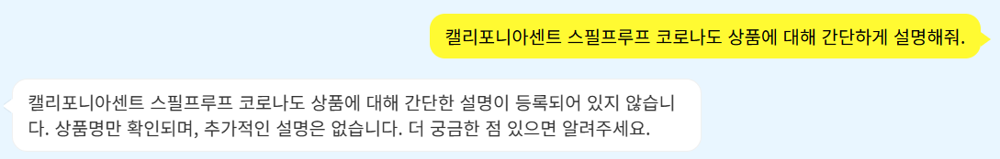 캘리포니아센트 스필프루프 코로나도 상품에 대해 간단하게 설명해줘.
캘리포니아센트 스필프루프 코로나도 상품에 대해 간단한 설명이 등록되어 있지 않습니
다. 상품명만 확인되며, 추가적인 설명은 없습니다. 더 궁금한 점 있으면 알려주세요.